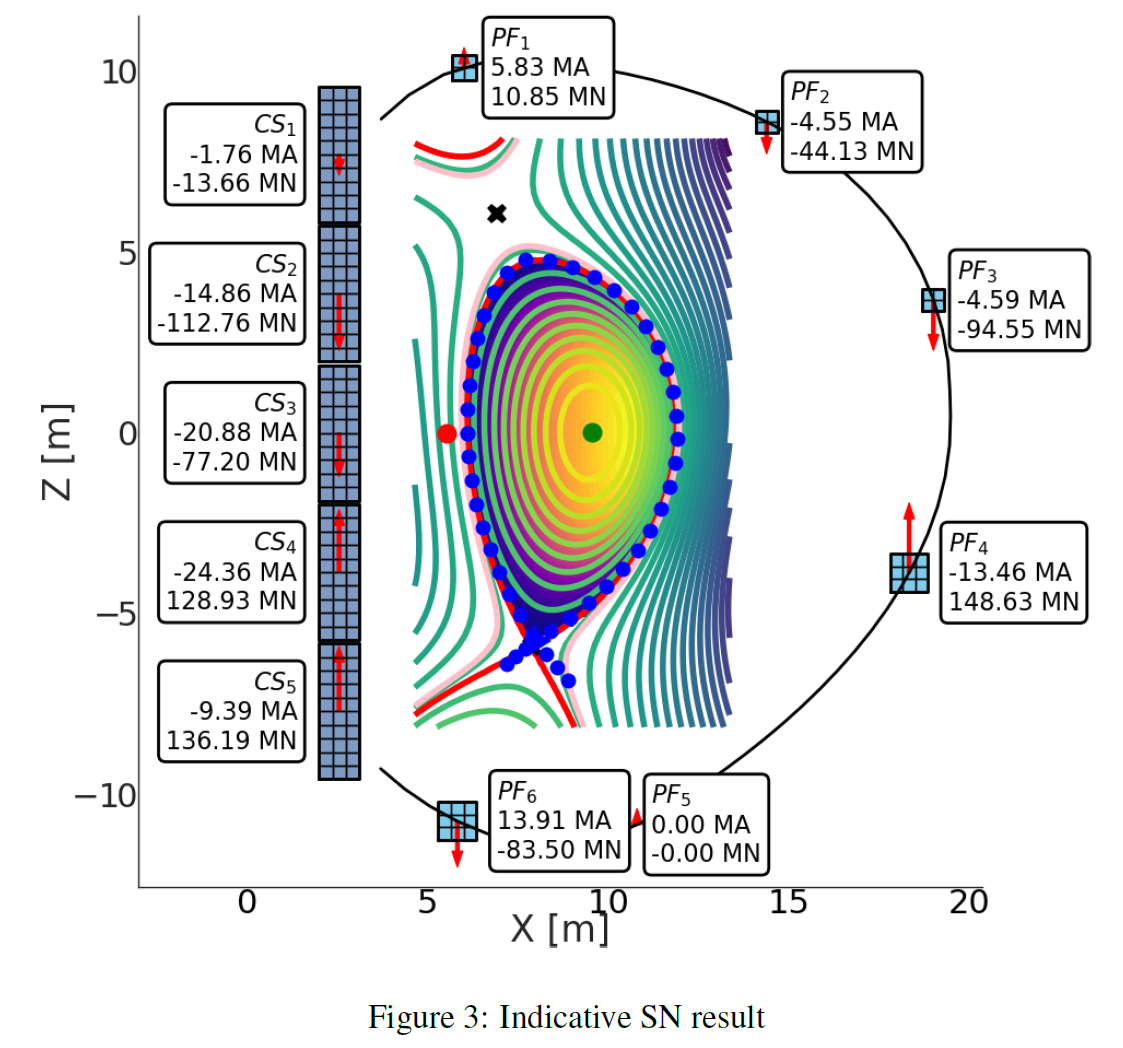 PF1
5.83 MA
10.85 MN
PF2
-4.55 MA
-44.13 MN
CS1
-1.76 MA
-13.66 MN
CS2
-14.86 MA
-112.76 MN
PF3
-4.59 MA
-94.55 MN
CS3
-20.88 MA
-77.20 MN
CS4
-24.36 MA
128.93 MN
PF4
-13.46 MA
148.63 MN
CS5
-9.39 MA
136.19 MN
PF6
13.91 MA
-83.50 MN
PF5
0.00 MA
-0.00 MN
10
5
0
−5
−10
Z [m]
0 5 10 15 20
X [m]
Figure 3: Indicative SN result